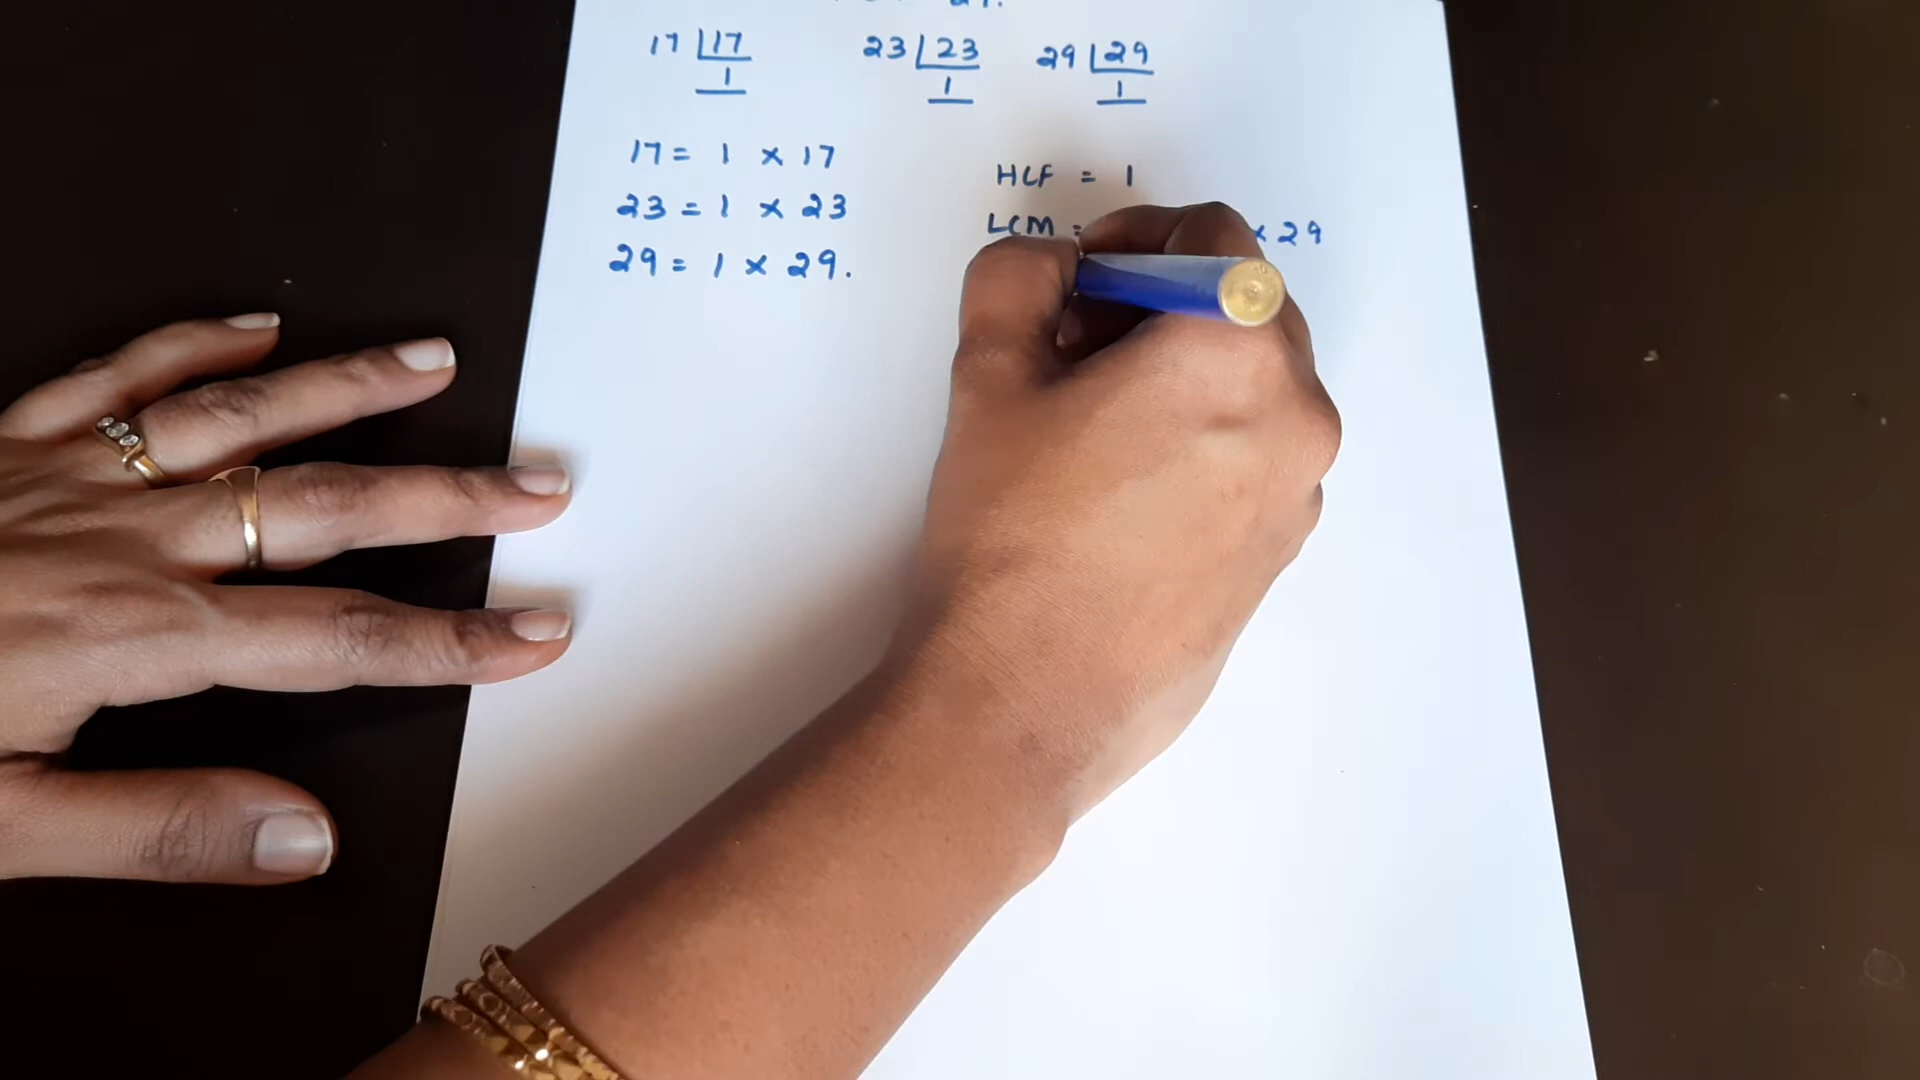 29.
17 | 17   23 | 23   29 | 29
1   1   1
17 = 1 × 17
23 = 1 × 23
29 = 1 × 29.
HCF = 1
LCM = × 29